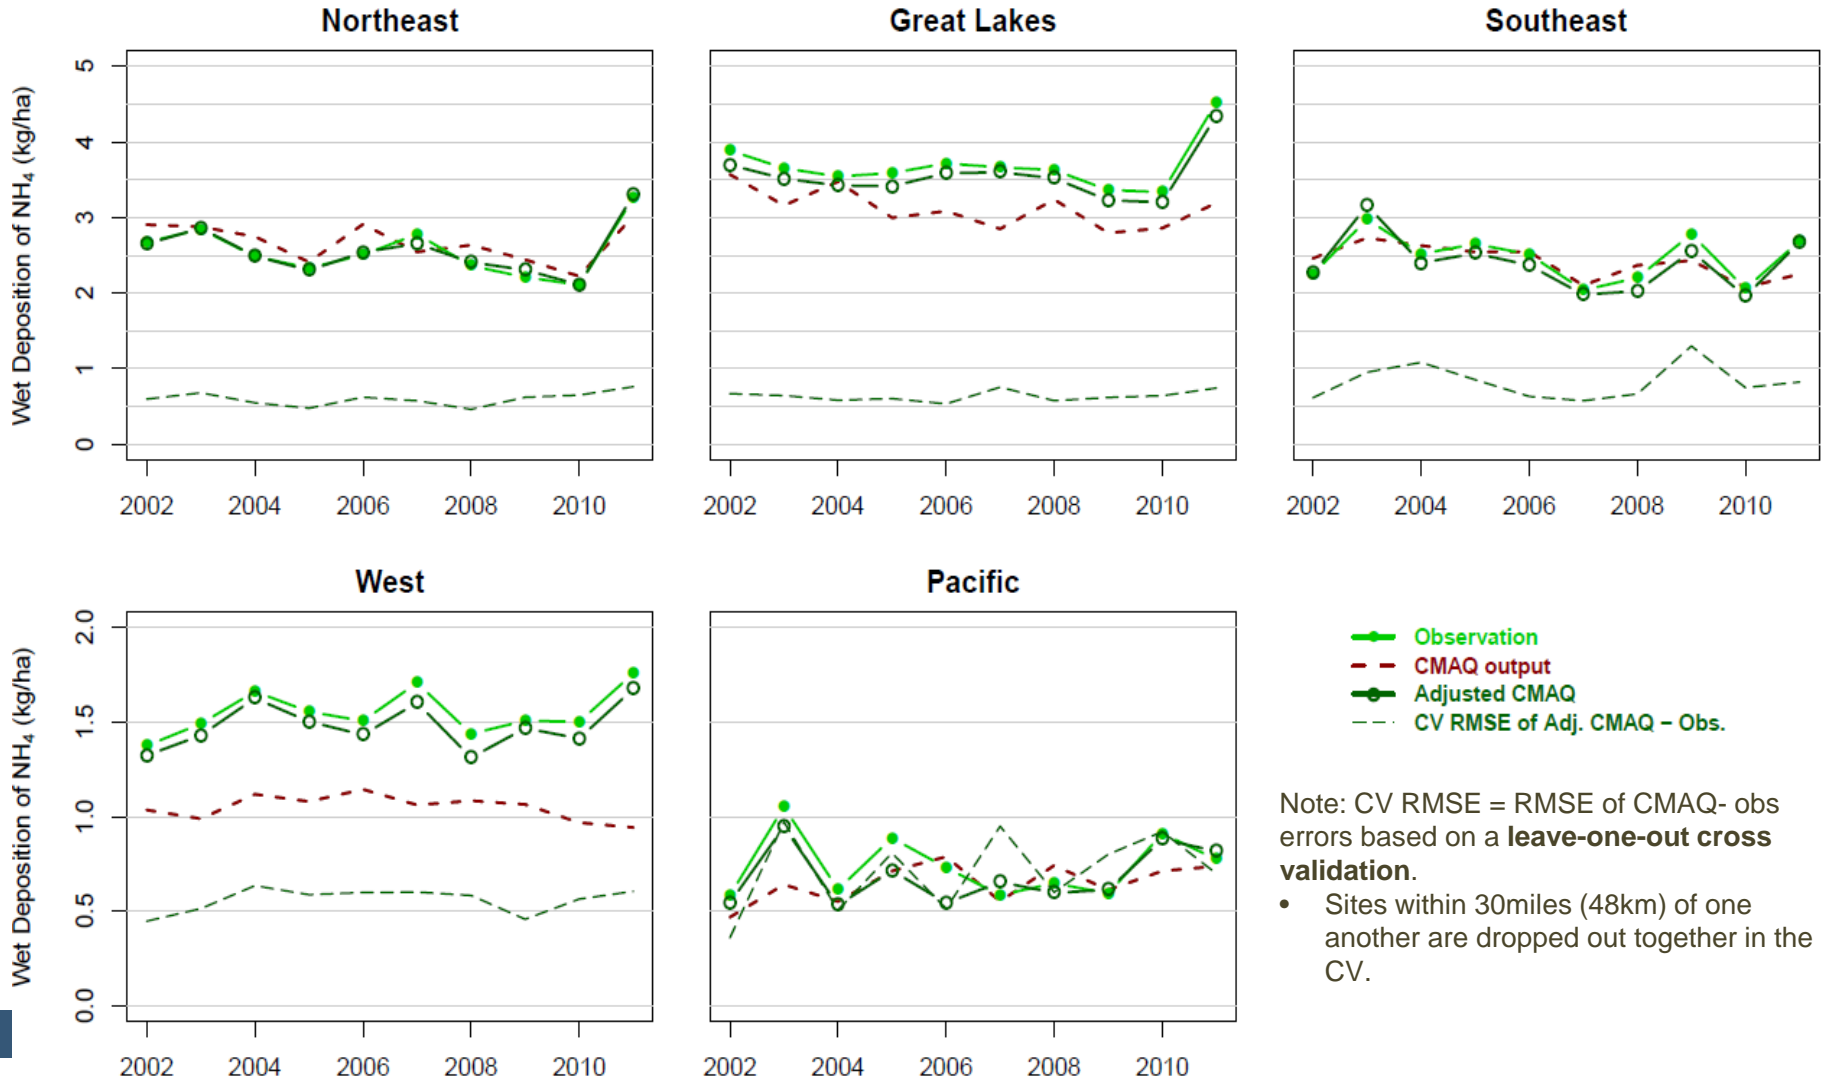 Northeast
Great Lakes
Southeast
Wet Deposition of NH₄ (kg/ha)
5
4
3
2
1
0
2002 2004 2006 2008 2010
2002 2004 2006 2008 2010
2002 2004 2006 2008 2010
West
Pacific
Wet Deposition of NH₄ (kg/ha)
2.0
1.5
1.0
0.5
0.0
2002 2004 2006 2008 2010
2002 2004 2006 2008 2010
Observation
CMAQ output
Adjusted CMAQ
CV RMSE of Adj. CMAQ − Obs.
Note: CV RMSE = RMSE of CMAQ- obs
errors based on a leave-one-out cross
validation.
• Sites within 30miles (48km) of one
another are dropped out together in the
CV.